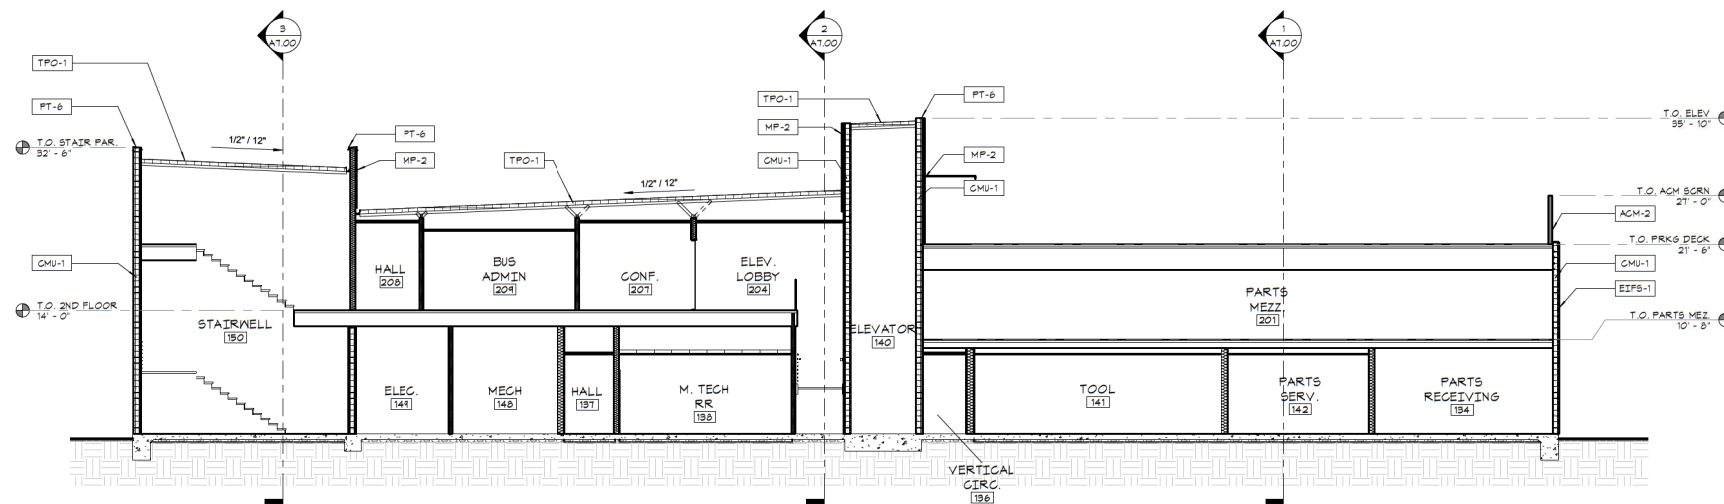 3
A7.00
2
A7.00
1
A7.00
TPO-1
PT-6
T.O. STAIR PAR.
32' - 6"
1/2" / 12"
PT-6
MP-2
TPO-1
1/2" / 12"
TPO-1
MP-2
CMU-1
PT-6
MP-2
CMU-1
T.O. ELEV
35' - 10"
T.O. ACM SCRN
27' - 0"
ACM-2
T.O. PRKG DECK
21' - 6"
CMU-1
EIFS-1
T.O. PARTS MEZ.
10' - 8"
CMU-1
T.O. 2ND FLOOR
14' - 0"
STAIRWELL
150
HALL
208
BUS
ADMIN
209
CONF.
207
ELEV.
LOBBY
204
ELEVATOR
140
PARTS
MEZZ.
201
ELEC.
149
MECH
148
HALL
137
M. TECH
RR
138
TOOL
141
PARTS
SERV.
142
PARTS
RECEIVING
134
VERTICAL
CIRC.
136